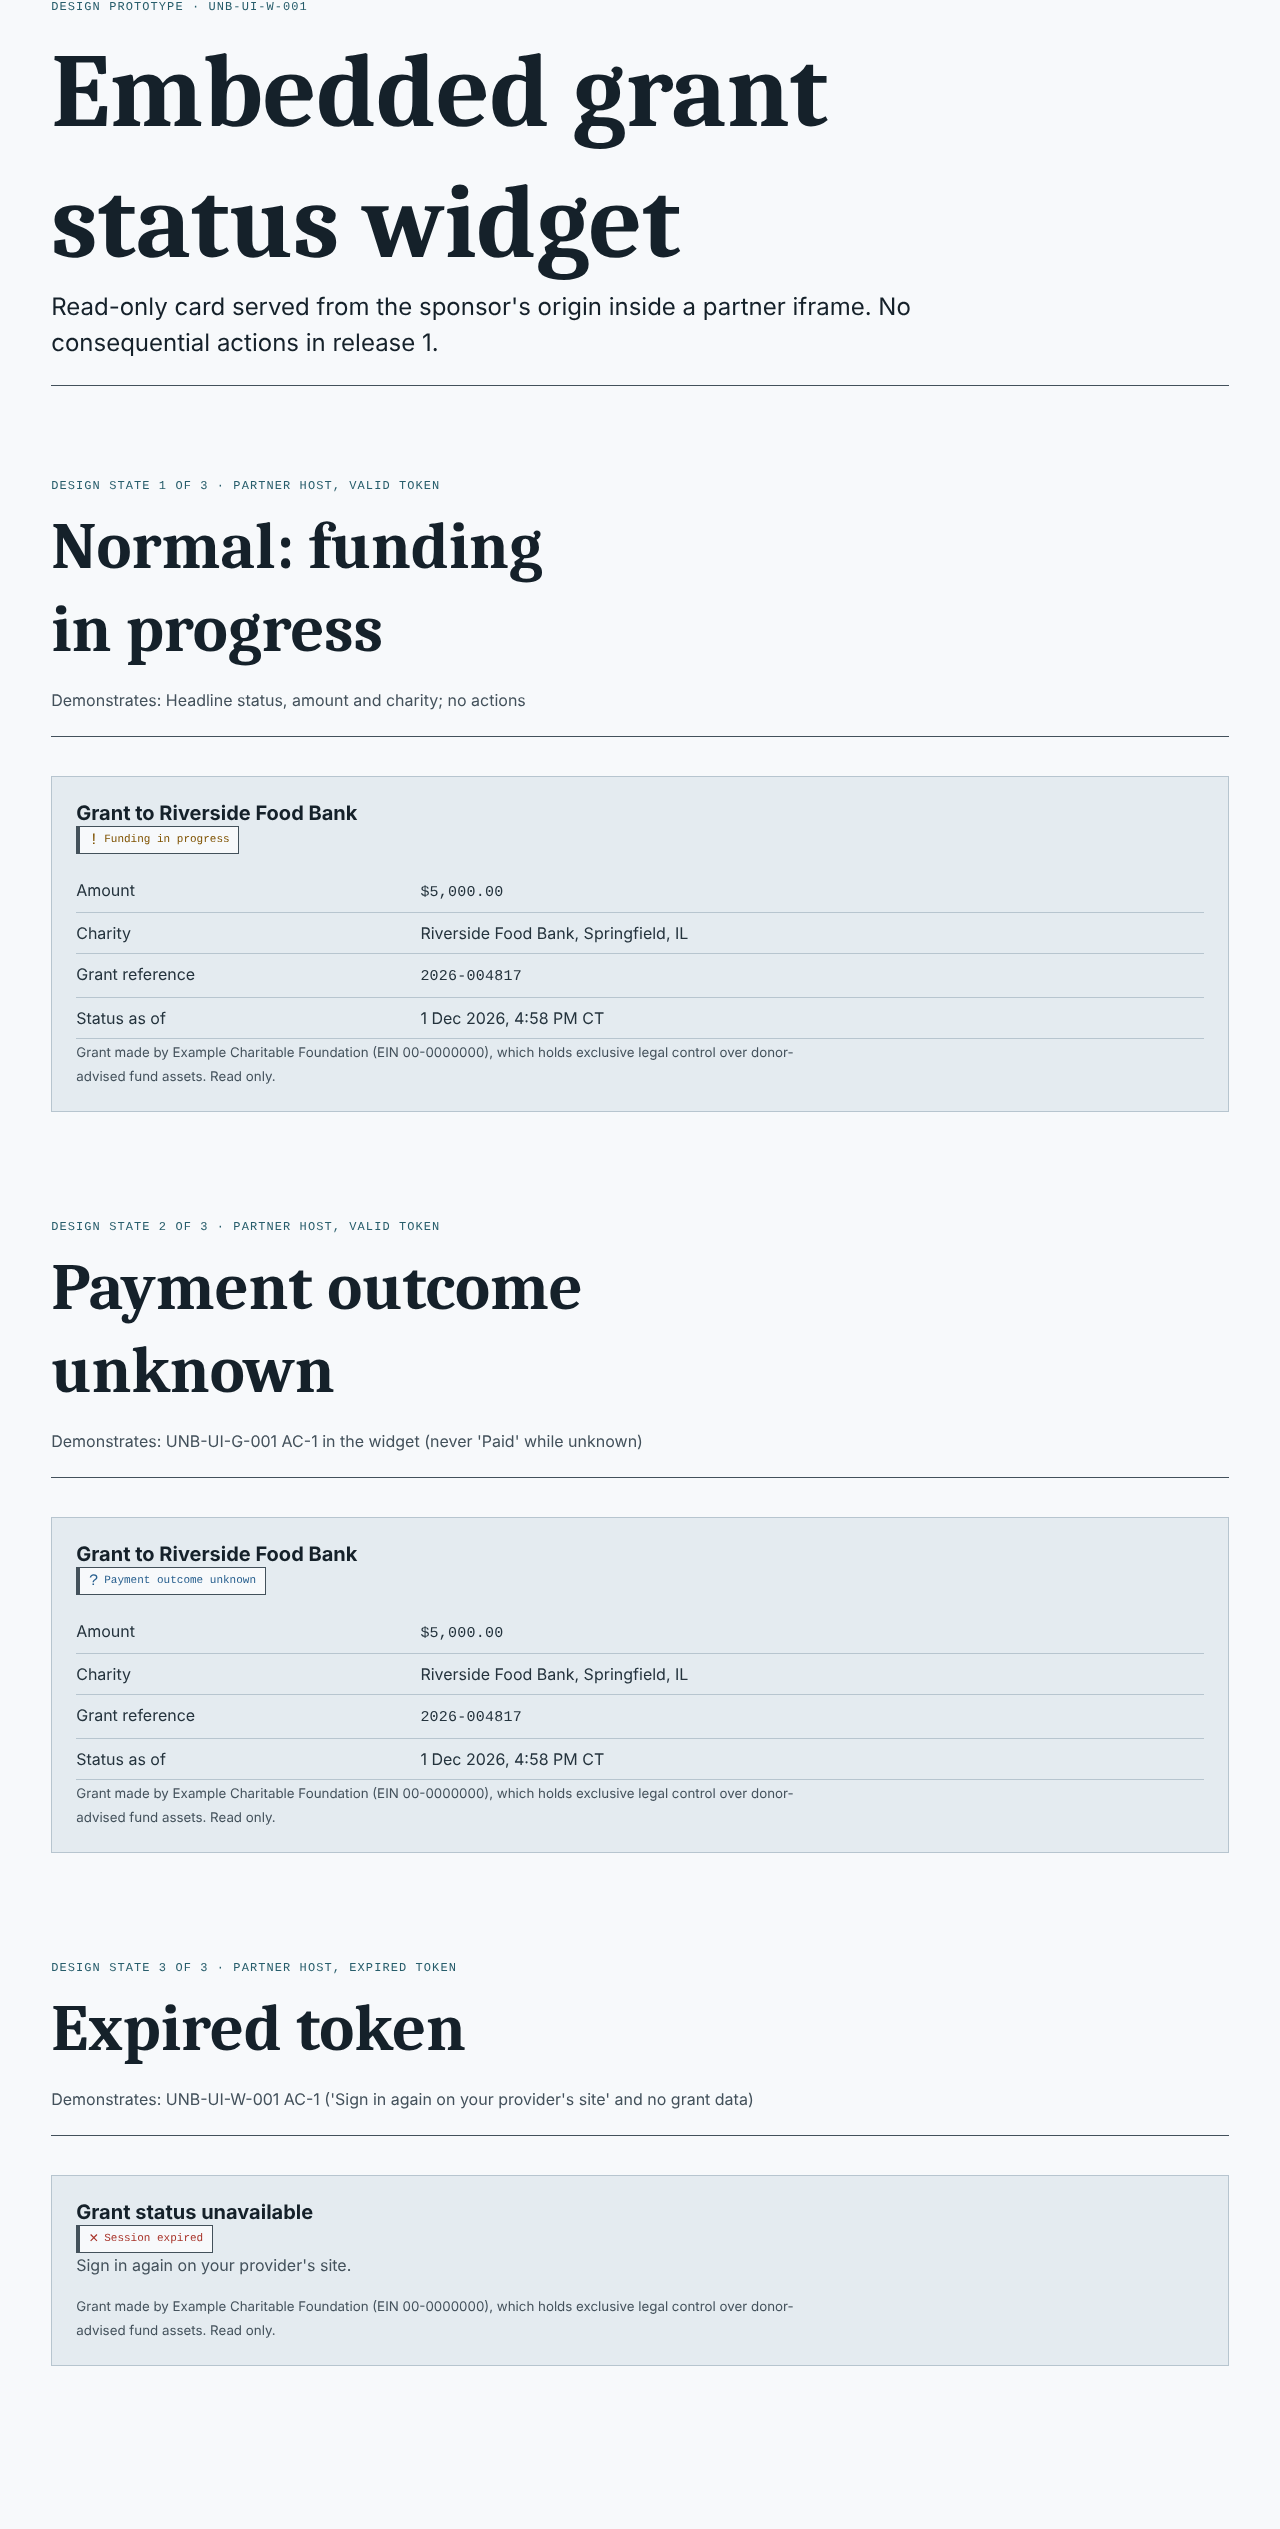 DESIGN PROTOTYPE · UNB-UI-W-001
Embedded grant
status widget
Read-only card served from the sponsor's origin inside a partner iframe. No
consequential actions in release 1.
DESIGN STATE 1 OF 3 · PARTNER HOST, VALID TOKEN
Normal: funding
in progress
Demonstrates: Headline status, amount and charity; no actions
Grant to Riverside Food Bank
! Funding in progress
Amount $5,000.00
Charity Riverside Food Bank, Springfield, IL
Grant reference 2026-004817
Status as of 1 Dec 2026, 4:58 PM CT
Grant made by Example Charitable Foundation (EIN 00-0000000), which holds exclusive legal control over donor-
advised fund assets. Read only.
DESIGN STATE 2 OF 3 · PARTNER HOST, VALID TOKEN
Payment outcome
unknown
Demonstrates: UNB-UI-G-001 AC-1 in the widget (never 'Paid' while unknown)
Grant to Riverside Food Bank
? Payment outcome unknown
Amount $5,000.00
Charity Riverside Food Bank, Springfield, IL
Grant reference 2026-004817
Status as of 1 Dec 2026, 4:58 PM CT
Grant made by Example Charitable Foundation (EIN 00-0000000), which holds exclusive legal control over donor-
advised fund assets. Read only.
DESIGN STATE 3 OF 3 · PARTNER HOST, EXPIRED TOKEN
Expired token
Demonstrates: UNB-UI-W-001 AC-1 ('Sign in again on your provider's site' and no grant data)
Grant status unavailable
✕ Session expired
Sign in again on your provider's site.
Grant made by Example Charitable Foundation (EIN 00-0000000), which holds exclusive legal control over donor-
advised fund assets. Read only.